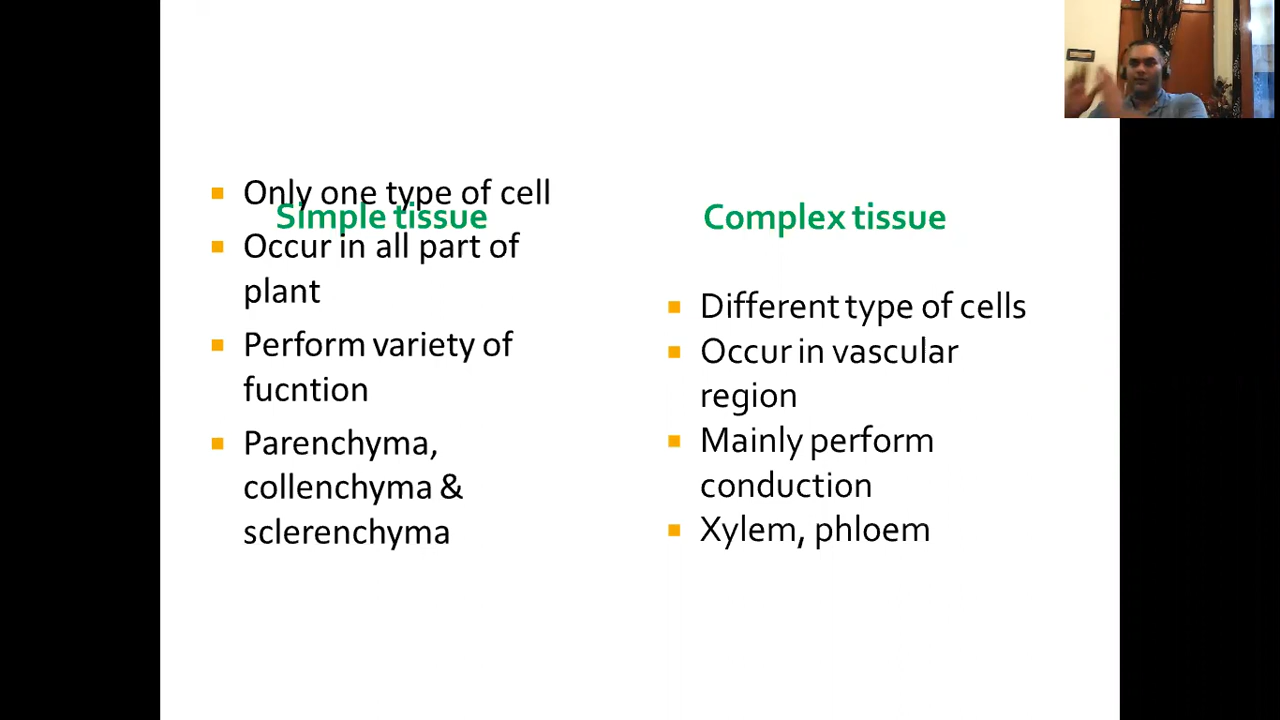 Simple tissue
Only one type of cell
Occur in all part of
plant
Perform variety of
fucntion
Parenchyma,
collenchyma &
sclerenchyma
Complex tissue
Different type of cells
Occur in vascular
region
Mainly perform
conduction
Xylem, phloem